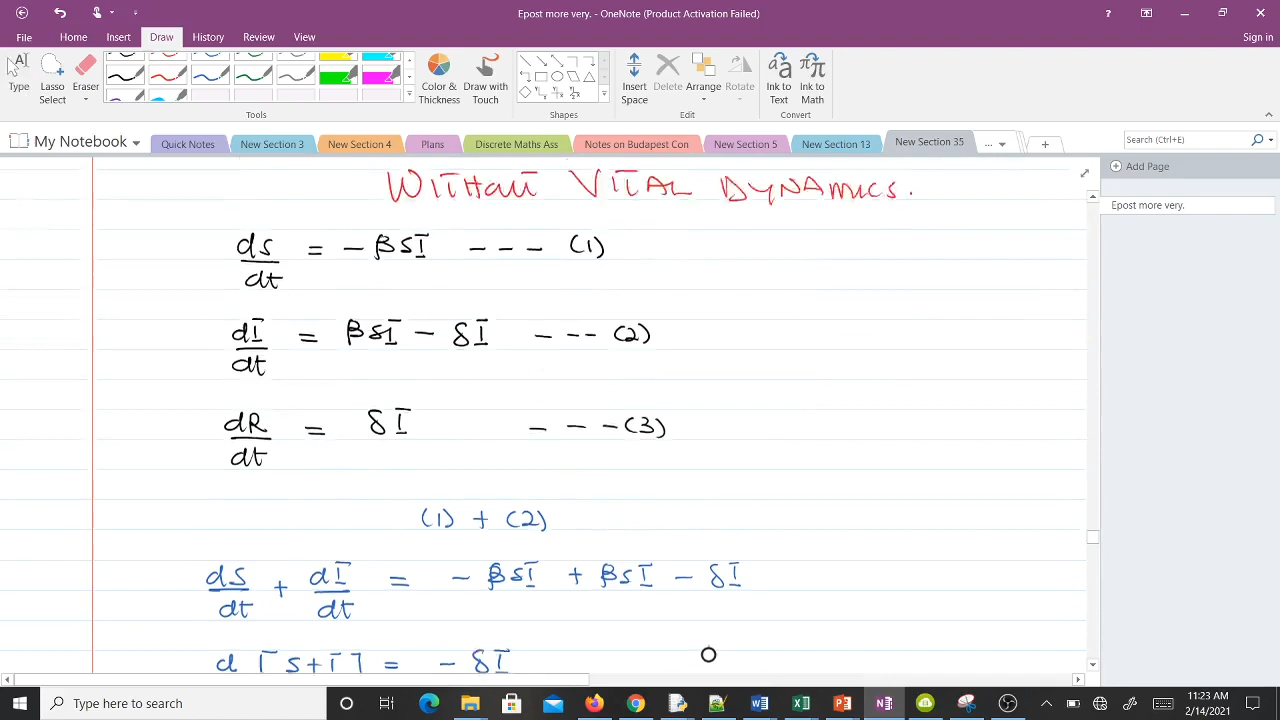 Epost more very. - OneNote (Product Activation Failed)
File Home Insert Draw History Review View Sign in
Type Lasso Select Eraser Color & Thickness Draw with Touch Insert Space Delete Arrange Rotate Ink to Text Ink to Math
Tools Shapes Edit Convert
My Notebook Quick Notes New Section 3 New Section 4 Plans Discrete Maths Ass Notes on Budapest Con New Section 5 New Section 13 New Section 35 ... Search (Ctrl+E)
Add Page
Epost more very.
WITHOUT VITAL DYNAMICS.
dS/dt = - βSI - - - (1)
dI/dt = βSI - δI - - - (2)
dR/dt = δI - - - (3)
(1) + (2)
dS/dt + dI/dt = - βSI + βSI - δI
d [S+I] = - δI
Type here to search
11:23 AM
2/14/2021